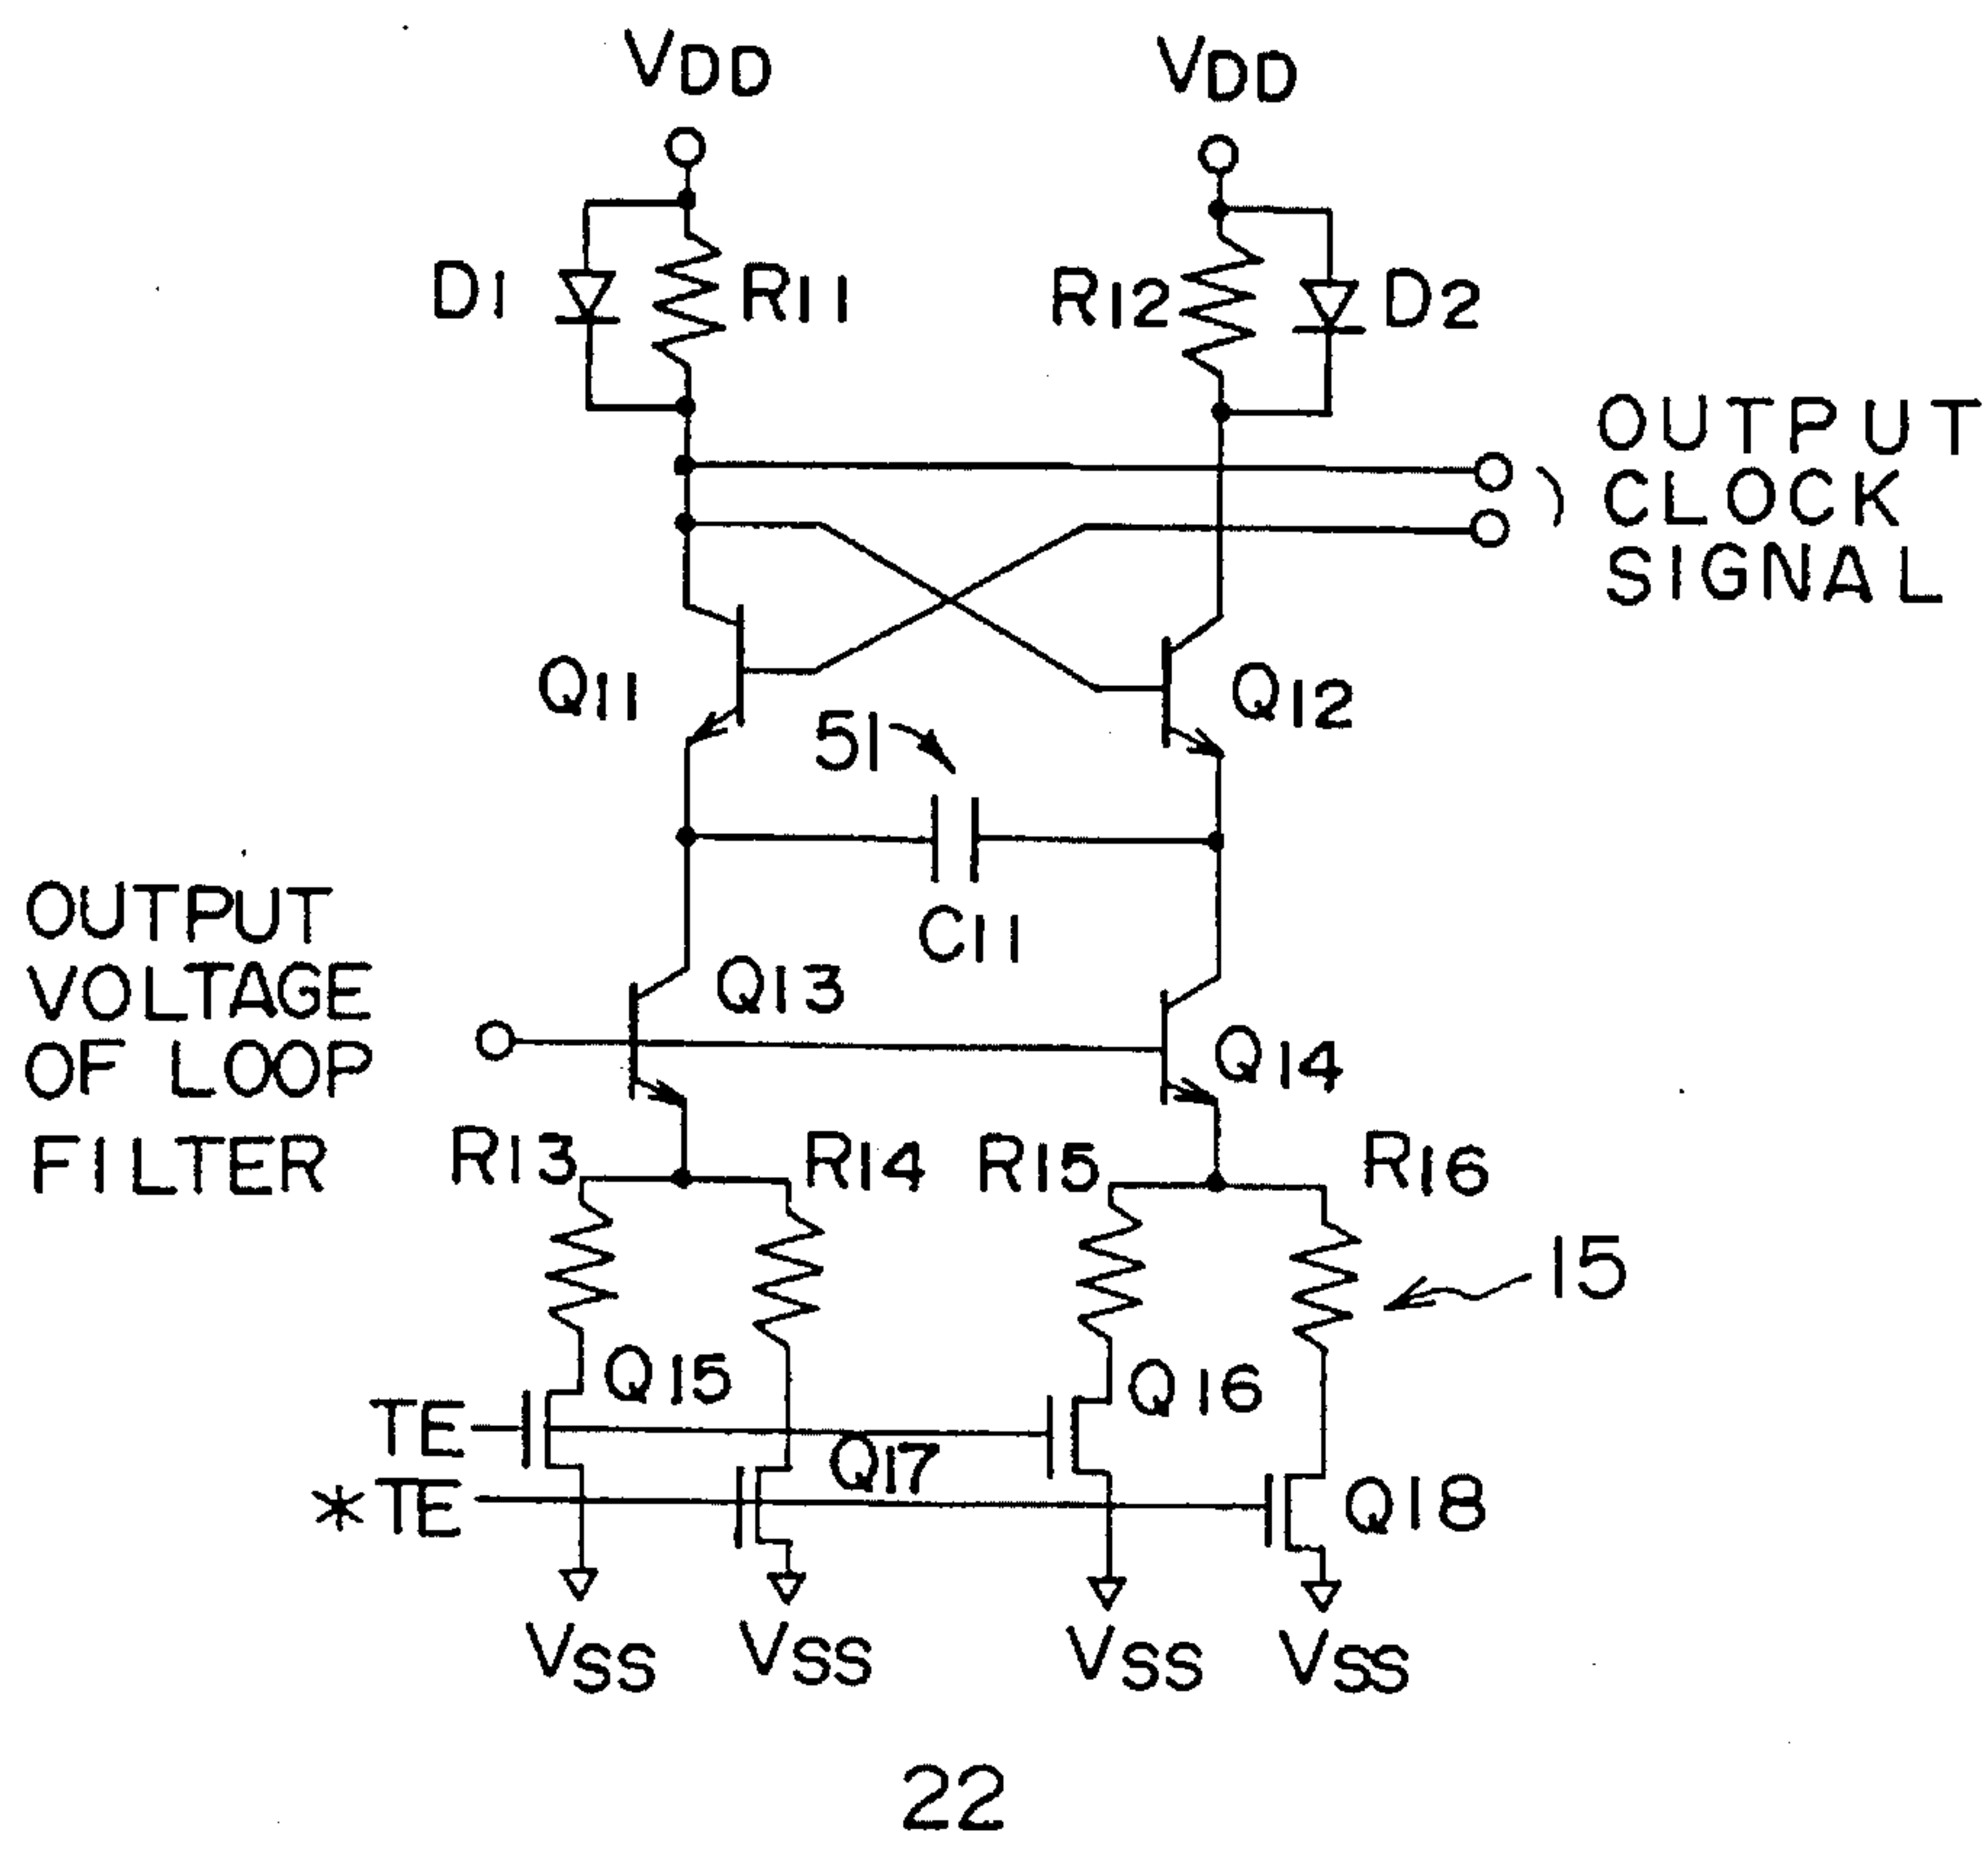 VDD
VDD
D1
R11
R12
D2
OUTPUT
CLOCK
SIGNAL
Q11
Q12
51
C11
OUTPUT
VOLTAGE
OF LOOP
FILTER
Q13
Q14
R13
R14
R15
R16
15
Q15
Q16
TE
Q17
*TE
Q18
VSS
VSS
VSS
VSS
22